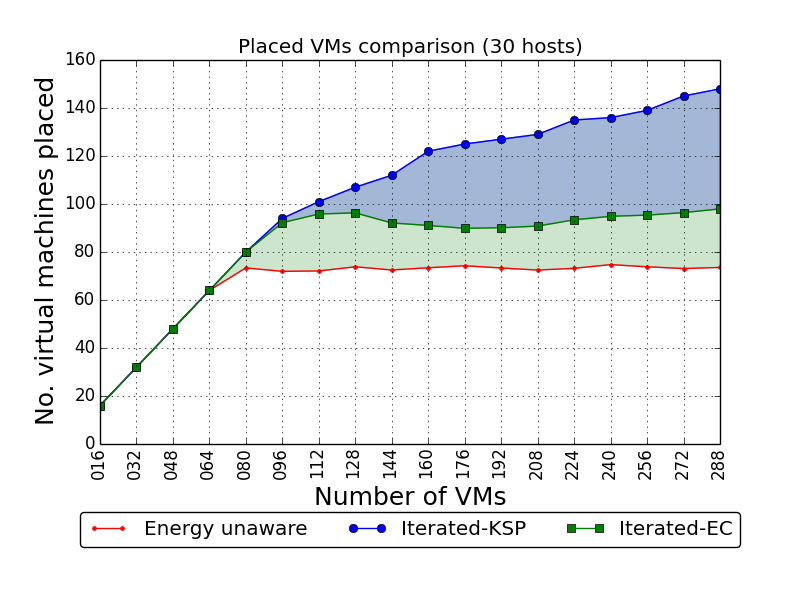 Placed VMs comparison (30 hosts)
No. virtual machines placed
160
140
120
100
80
60
40
20
0
016 032 048 064 080 096 112 128 144 160 176 192 208 224 240 256 272 288
Number of VMs
Energy unaware Iterated-KSP Iterated-EC